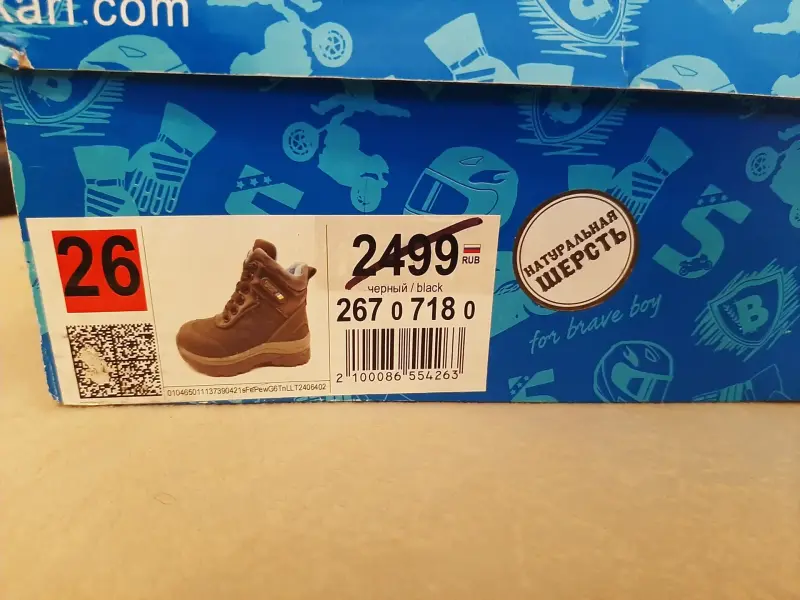 kari.com
26
2499
RUB
черный / black
267 0 718 0
2 100086 554263
НАТУРАЛЬНАЯ
ШЕРСТЬ
for brave boy
B
S